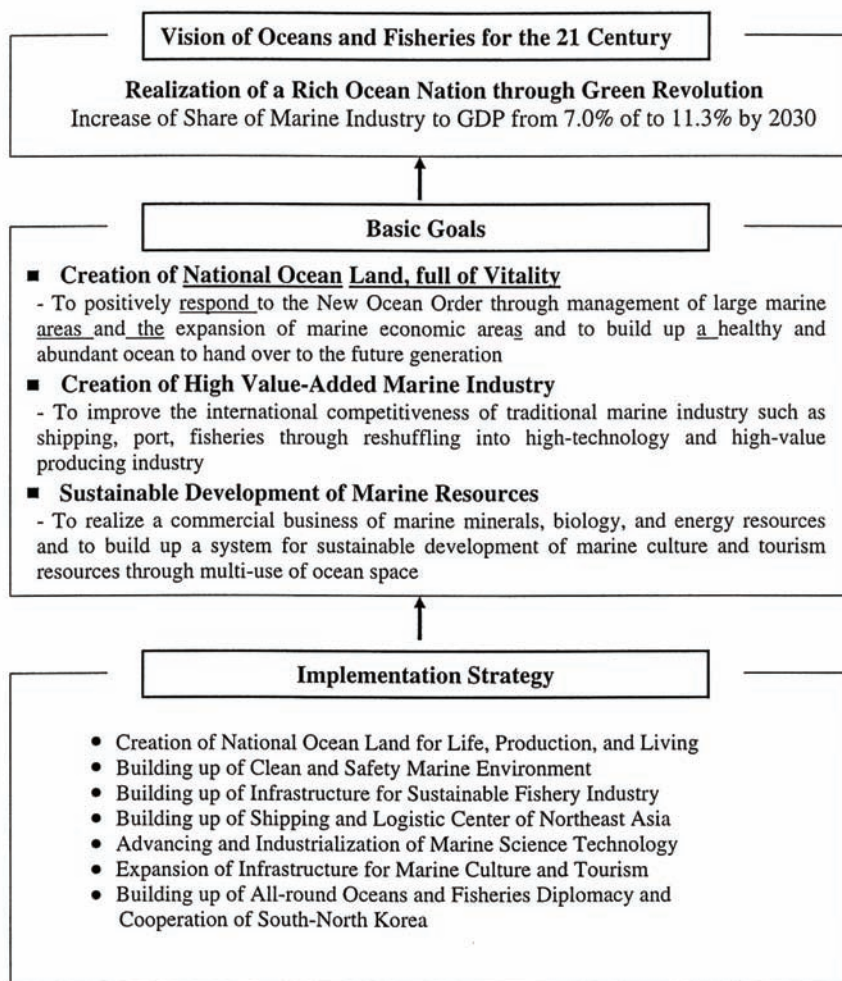 Vision of Oceans and Fisheries for the 21 Century
Realization of a Rich Ocean Nation through Green Revolution
Increase of Share of Marine Industry to GDP from 7.0% of to 11.3% by 2030
Basic Goals
■ Creation of National Ocean Land, full of Vitality
- To positively respond to the New Ocean Order through management of large marine
areas and the expansion of marine economic areas and to build up a healthy and
abundant ocean to hand over to the future generation
■ Creation of High Value-Added Marine Industry
- To improve the international competitiveness of traditional marine industry such as
shipping, port, fisheries through reshuffling into high-technology and high-value
producing industry
■ Sustainable Development of Marine Resources
- To realize a commercial business of marine minerals, biology, and energy resources
and to build up a system for sustainable development of marine culture and tourism
resources through multi-use of ocean space
Implementation Strategy
● Creation of National Ocean Land for Life, Production, and Living
● Building up of Clean and Safety Marine Environment
● Building up of Infrastructure for Sustainable Fishery Industry
● Building up of Shipping and Logistic Center of Northeast Asia
● Advancing and Industrialization of Marine Science Technology
● Expansion of Infrastructure for Marine Culture and Tourism
● Building up of All-round Oceans and Fisheries Diplomacy and
Cooperation of South-North Korea